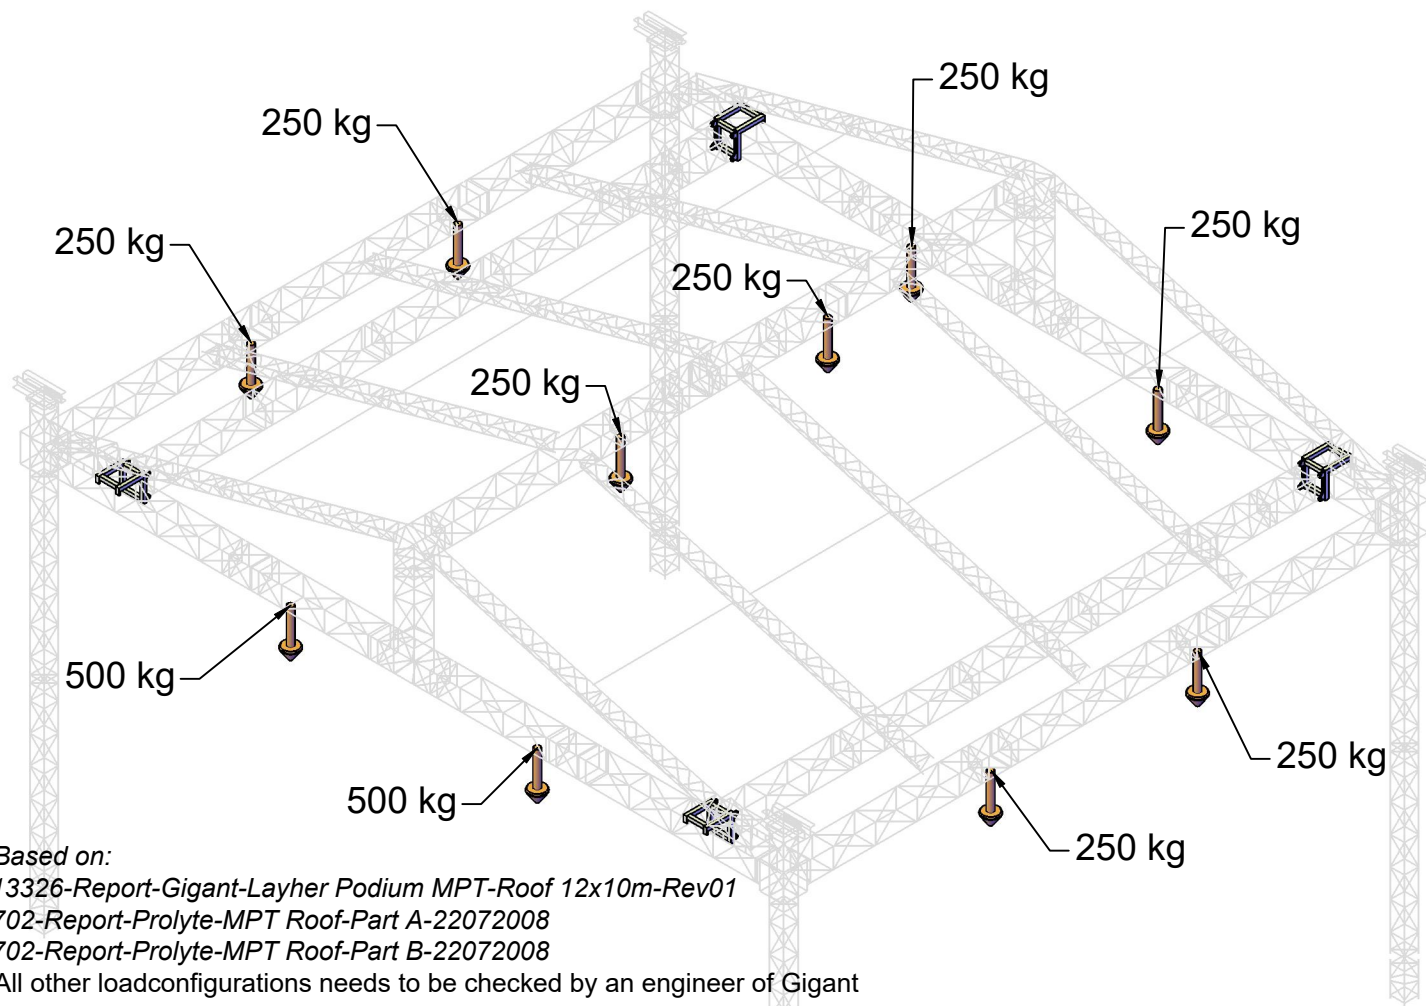 250 kg
250 kg
250 kg
250 kg
250 kg
250 kg
500 kg
500 kg
250 kg
250 kg
Based on:
13326-Report-Gigant-Layher Podium MPT-Roof 12x10m-Rev01
702-Report-Prolyte-MPT Roof-Part A-22072008
702-Report-Prolyte-MPT Roof-Part B-22072008
All other loadconfigurations needs to be checked by an engineer of Gigant